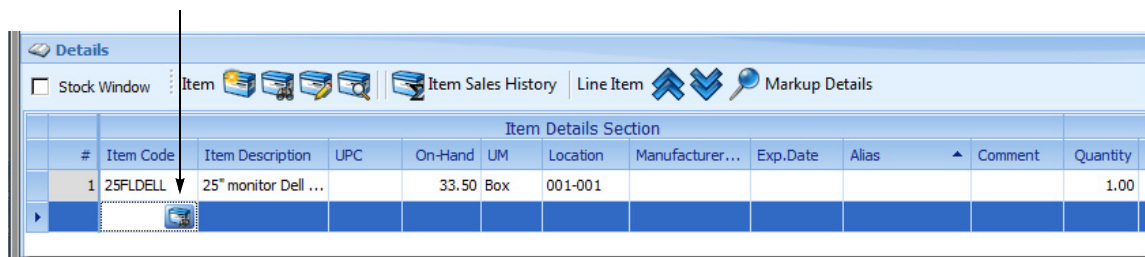 Details
Stock Window Item Item Sales History Line Item Markup Details
Item Details Section
# Item Code Item Description UPC On-Hand UM Location Manufacturer... Exp.Date Alias Comment Quantity
1 25FLDELL 25" monitor Dell ... 33.50 Box 001-001 1.00